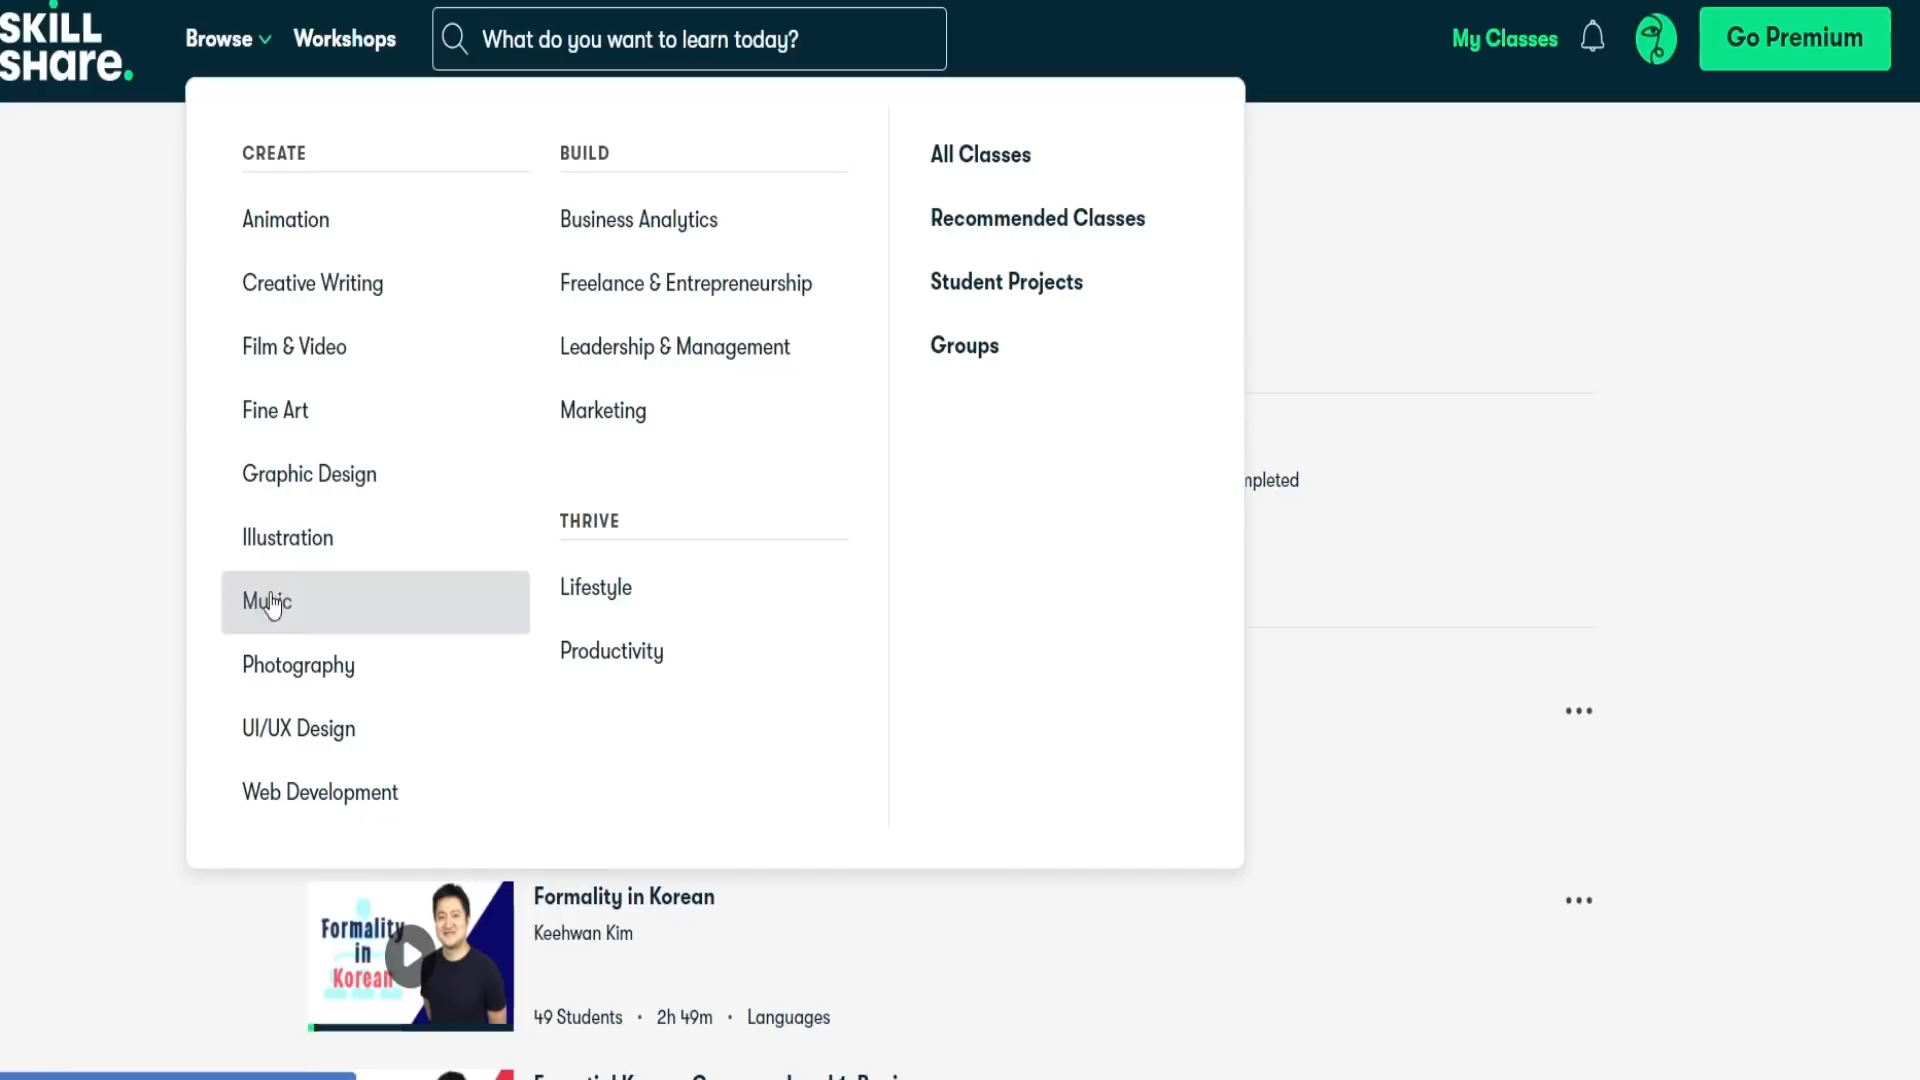 SKILL
SHare.
Browse
Workshops
What do you want to learn today?
My Classes
Go Premium
CREATE
Animation
Creative Writing
Film & Video
Fine Art
Graphic Design
Illustration
Music
Photography
UI/UX Design
Web Development
BUILD
Business Analytics
Freelance & Entrepreneurship
Leadership & Management
Marketing
THRIVE
Lifestyle
Productivity
All Classes
Recommended Classes
Student Projects
Groups
mpleted
Formality
in
Korean
Formality in Korean
Keehwan Kim
49 Students • 2h 49m • Languages